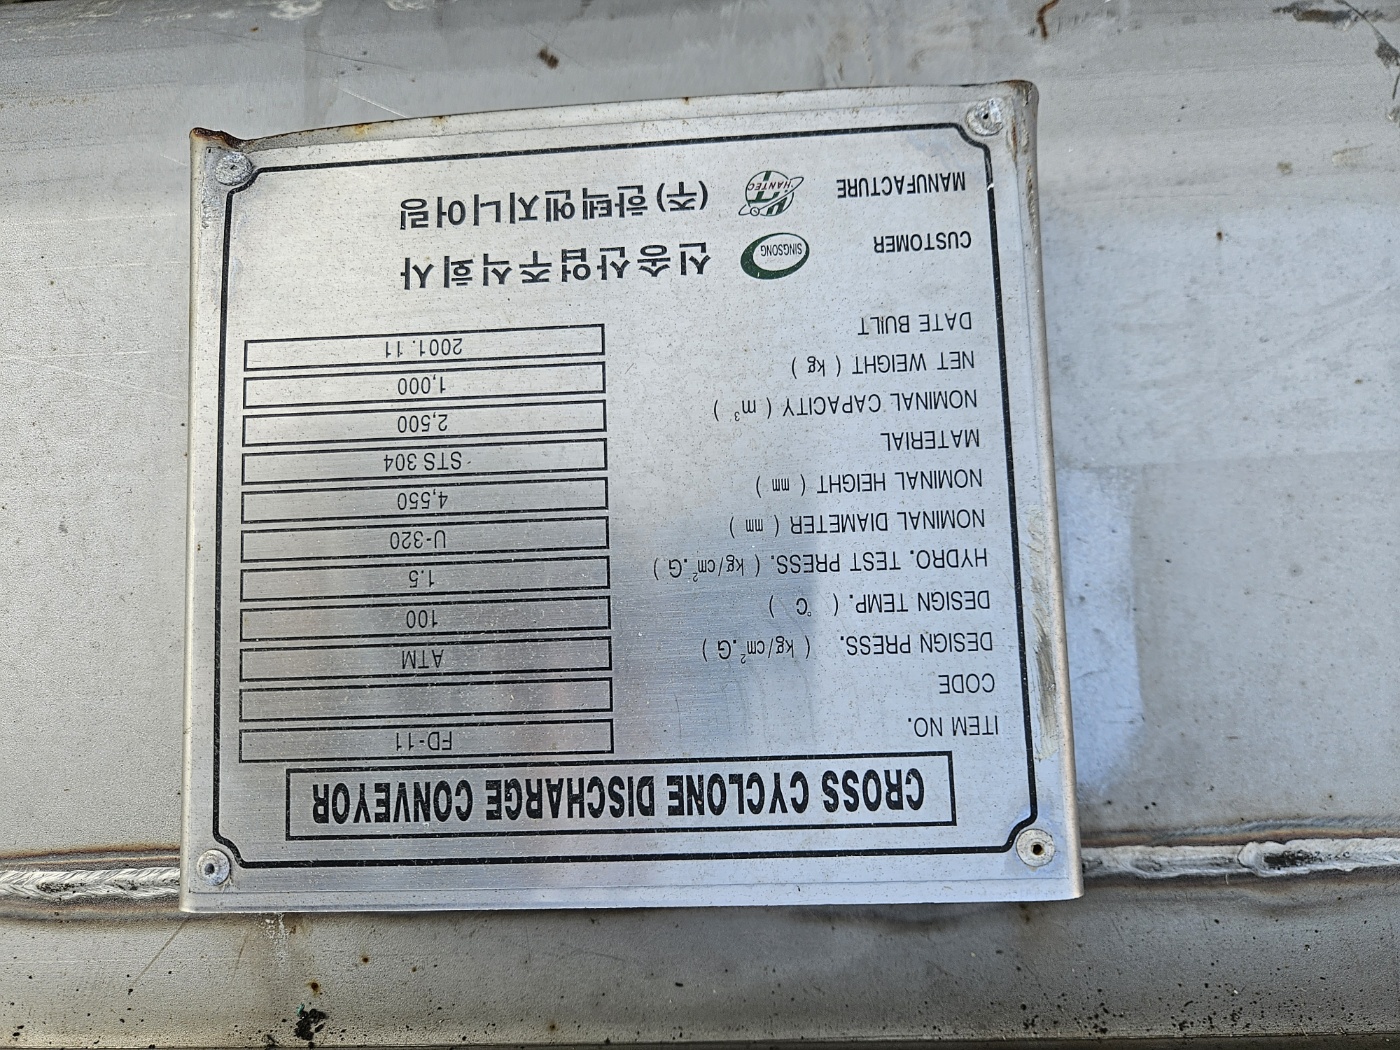 CROSS CYCLONE DISCHARGE CONVEYOR
ITEM NO. FD-11
CODE
DESIGN PRESS. ( kg/cm².G ) ATM
DESIGN TEMP. ( ℃ ) 100
HYDRO. TEST PRESS. ( kg/cm².G ) 1.5
NOMINAL DIAMETER ( mm ) U-320
NOMINAL HEIGHT ( mm ) 4,550
MATERIAL STS 304
NOMINAL CAPACITY ( m³ ) 2,500
NET WEIGHT ( kg ) 1,000
DATE BUILT 2001. 11
CUSTOMER SINGSONG 신송산업주식회사
MANUFACTURE HANTEC (주)한택엔지니어링